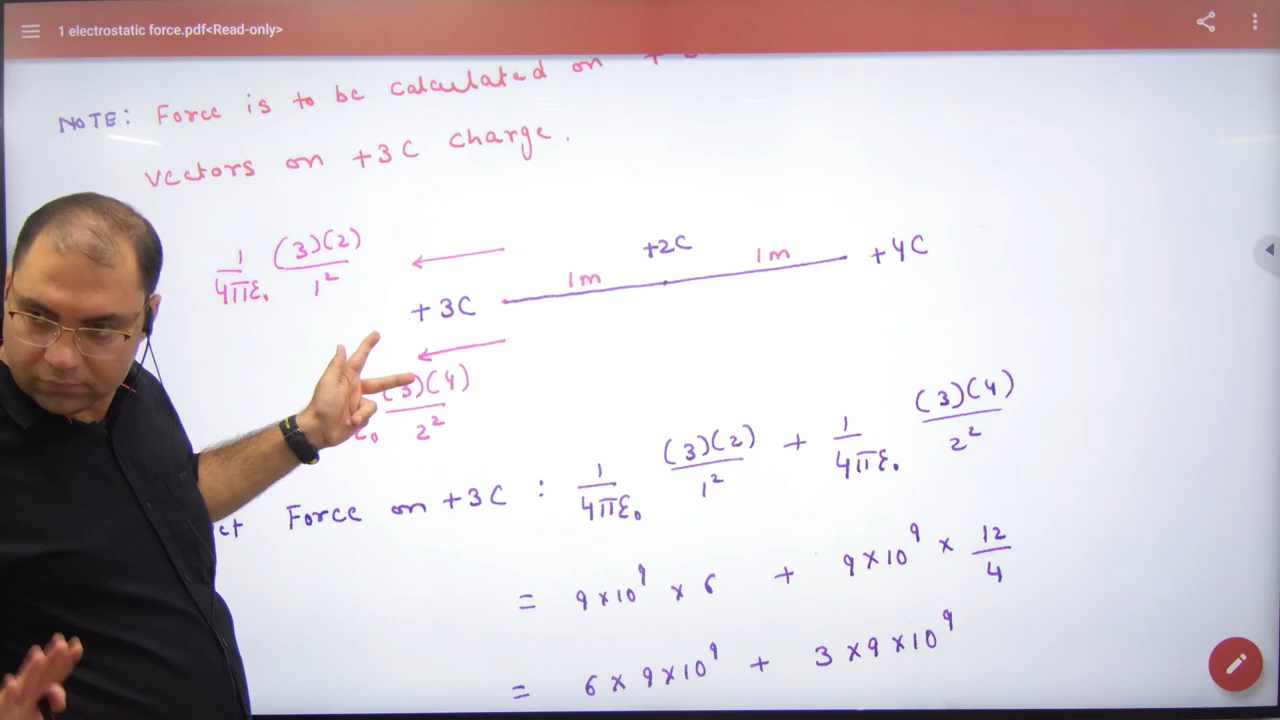 1 electrostatic force.pdf<Read-only>
NOTE: Force is to be calculated on
vectors on +3C charge.
1/4πε₀ (3)(2)/1²
+2C
1m
1m
+4C
+3C
(3)(4)/2²
Force on +3C : 1/4πε₀ (3)(2)/1² + 1/4πε₀ (3)(4)/2²
= 9×10⁹ × 6 + 9×10⁹ × 12/4
= 6×9×10⁹ + 3×9×10⁹